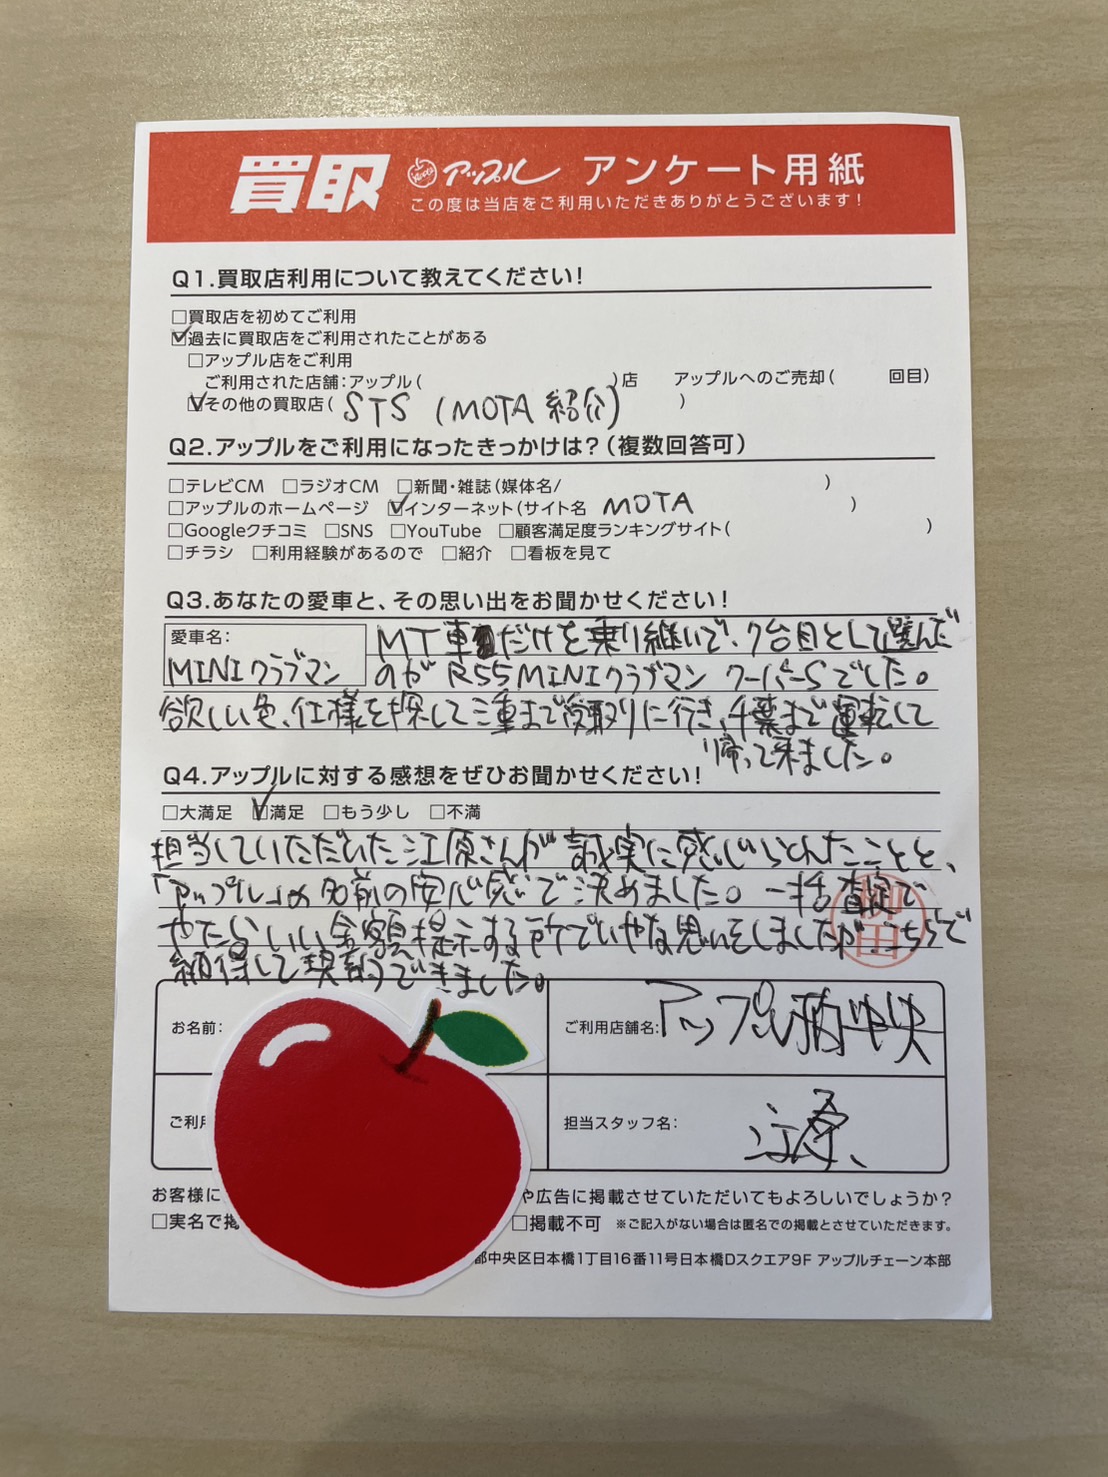 買取 アップル アンケート用紙
この度は当店をご利用いただきありがとうございます！
Q1.買取店利用について教えてください！
□買取店を初めてご利用
☑過去に買取店をご利用されたことがある
□アップル店をご利用
ご利用された店舗：アップル（ ）店 アップルへのご売却（ 回目）
☑その他の買取店（ STS （MOTA 紹介） ）
Q2.アップルをご利用になったきっかけは？（複数回答可）
□テレビCM □ラジオCM □新聞・雑誌（媒体名/ ）
□アップルのホームページ ☑インターネット（サイト名 MOTA ）
□Googleクチコミ □SNS □YouTube □顧客満足度ランキングサイト（ ）
□チラシ □利用経験があるので □紹介 □看板を見て
Q3.あなたの愛車と、その思い出をお聞かせください！
愛車名：
MINIクラブマン
MT車だけを乗り継いで、7台目として選んだ
のが R55 MINIクラブマン クーパーSでした。
欲しい色、仕様を探して三重まで受取りに行き、千葉まで運転して
帰って来ました。
Q4.アップルに対する感想をぜひお聞かせください！
□大満足 ☑満足 □もう少し □不満
担当していただいた江原さんが誠実に感じられたことと、
「アップル」の名前の安心感で決めました。一括査定で
やたらいい金額提示する所でいやな思いをしましたが、こちらで
納得して契約できました。
お名前：
ご利用店舗名：アップル柏中央
ご利用
担当スタッフ名：
江原
お客様に や広告に掲載させていただいてもよろしいでしょうか？
□実名で掲 □掲載不可 ※ご記入がない場合は匿名での掲載とさせていただきます。
都中央区日本橋1丁目16番11号日本橋Dスクエア9F アップルチェーン本部